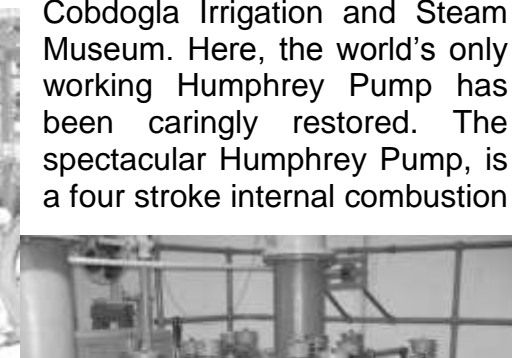 Cobdogla Irrigation and Steam
Museum. Here, the world's only
working Humphrey Pump has
been caringly restored. The
spectacular Humphrey Pump, is
a four stroke internal combustion